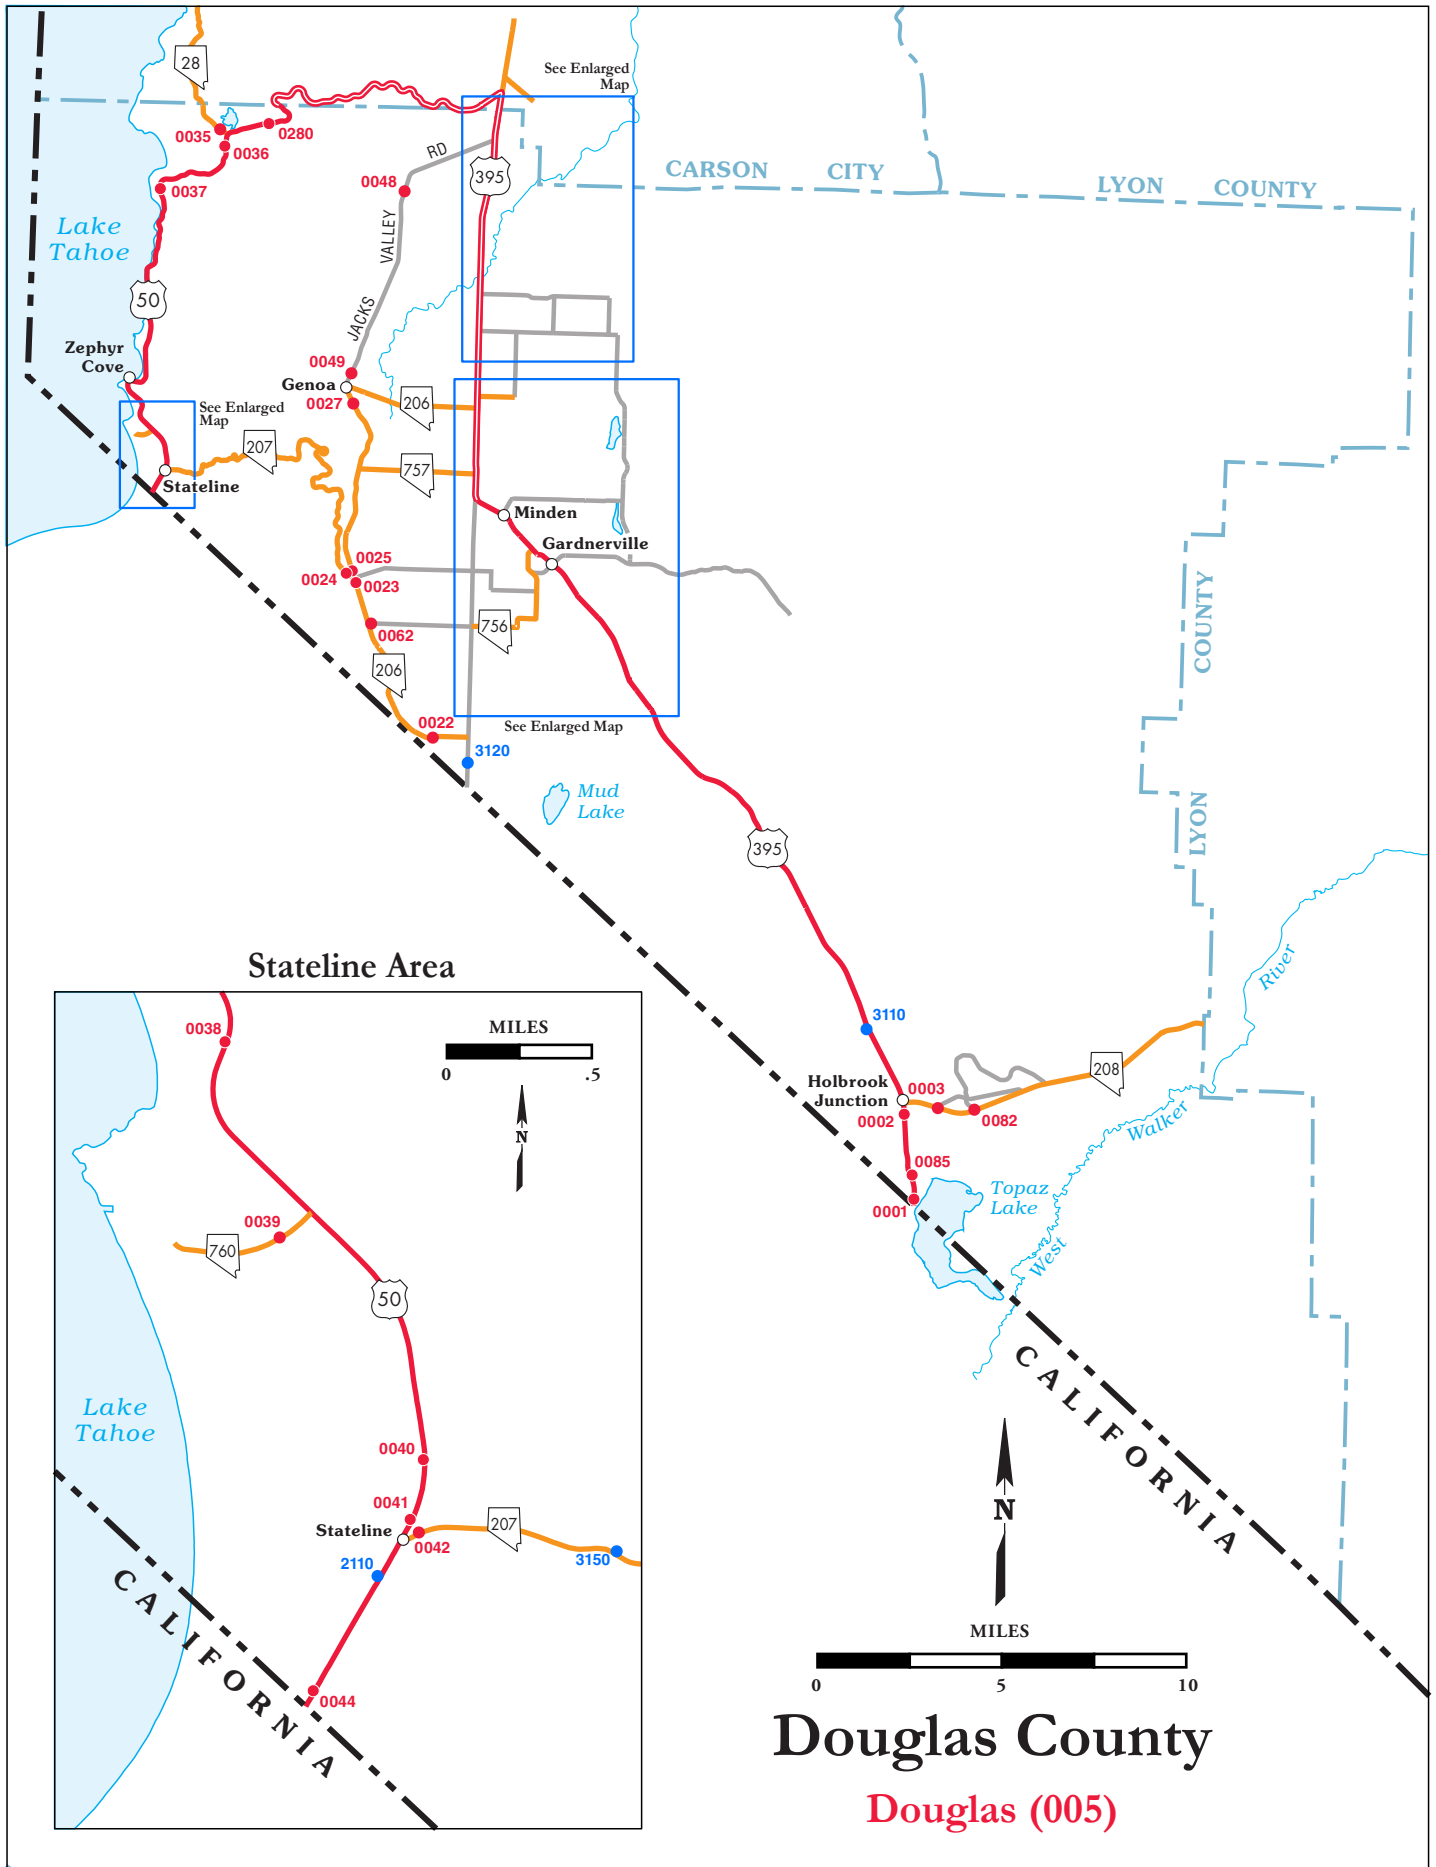 28
See Enlarged
Map
0035
0280
0036
RD
CARSON CITY
0048
395
LYON COUNTY
0037
Lake
Tahoe
VALLEY
50
JACKS
Zephyr
Cove
0049
Genoa
206
0027
See Enlarged
Map
207
757
Stateline
Minden
Gardnerville
0025
0024
0023
COUNTY
756
0062
206
0022
See Enlarged Map
3120
Mud
Lake
LYON
395
River
Stateline Area
3110
0038
MILES
0 .5
N
208
Holbrook
Junction
0003
0002
0082
Walker
0085
Topaz
Lake
0001
0039
760
West
50
CALIFORNIA
Lake
Tahoe
0040
N
0041
207
Stateline
0042
3150
2110
CALIFORNIA
MILES
0 5 10
0044
Douglas County
Douglas (005)